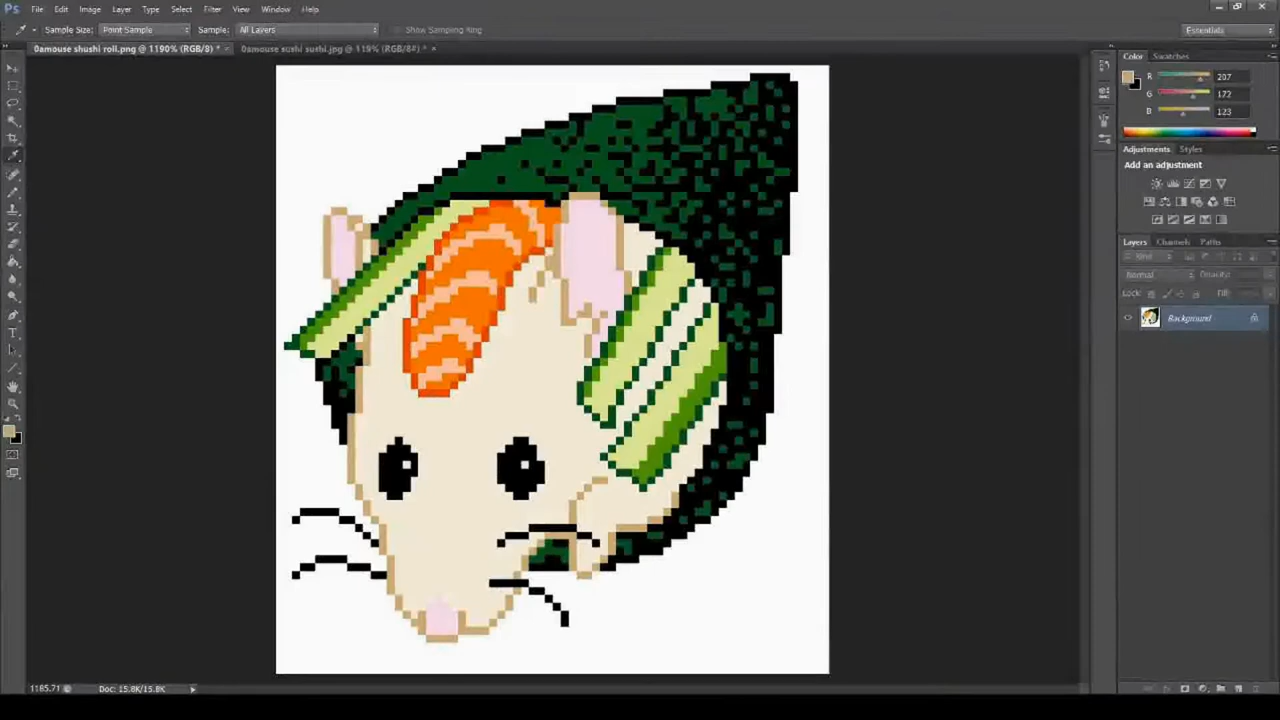 Ps File Edit Image Layer Type Select Filter View Window Help
Sample Size: Point Sample Sample: All Layers Show Sampling Ring Essentials
0amouse shushi roll.png @ 1190% (RGB/8) * × 0amouse sushi sushi.jpg @ 119% (RGB/8#) * ×
Color Swatches
R 207
G 172
B 123
Adjustments Styles
Add an adjustment
Layers Channels Paths
Kind
Normal Opacity:
Lock: Fill:
Background
1185.71 Doc: 15.8K/15.8K